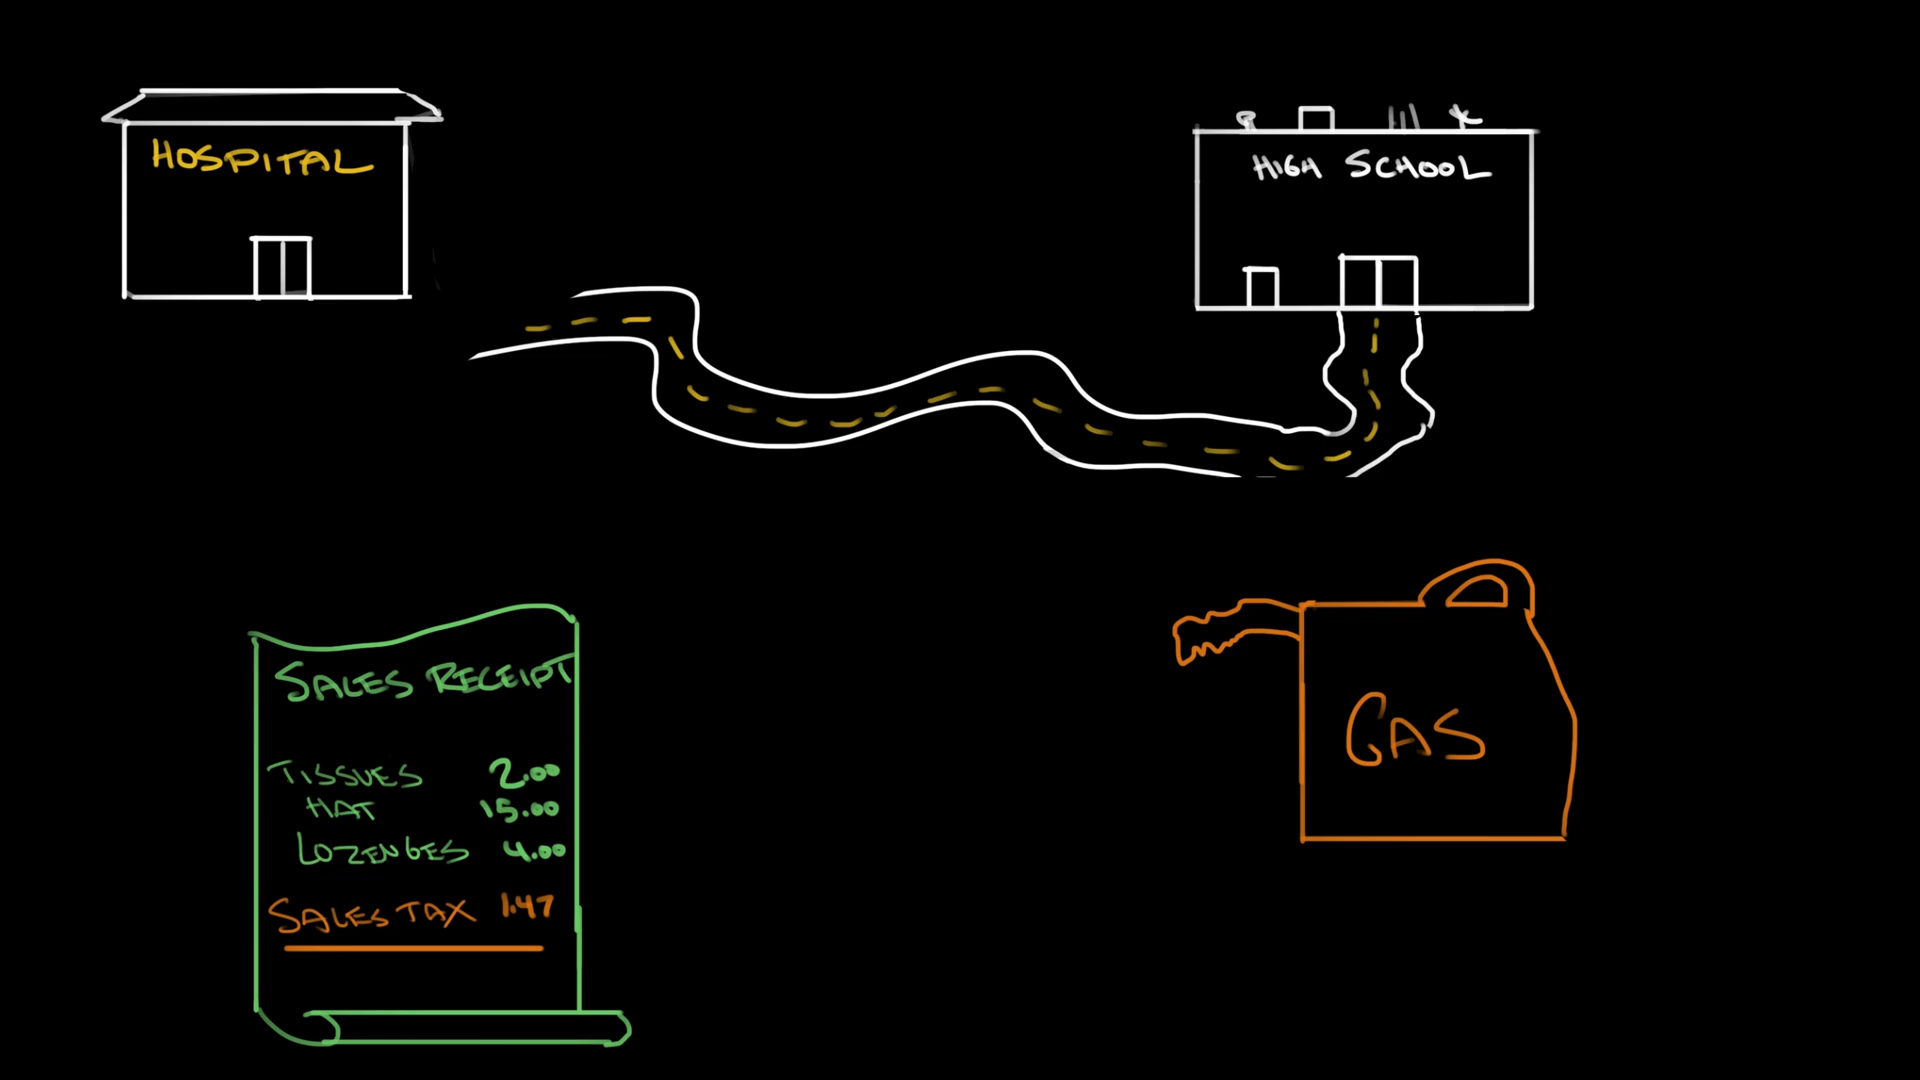 HOSPITAL
HIGH SCHOOL
SALES RECEIPT
TISSUES 2.00
HAT 15.00
LOZENGES 4.00
SALES TAX 1.47
GAS